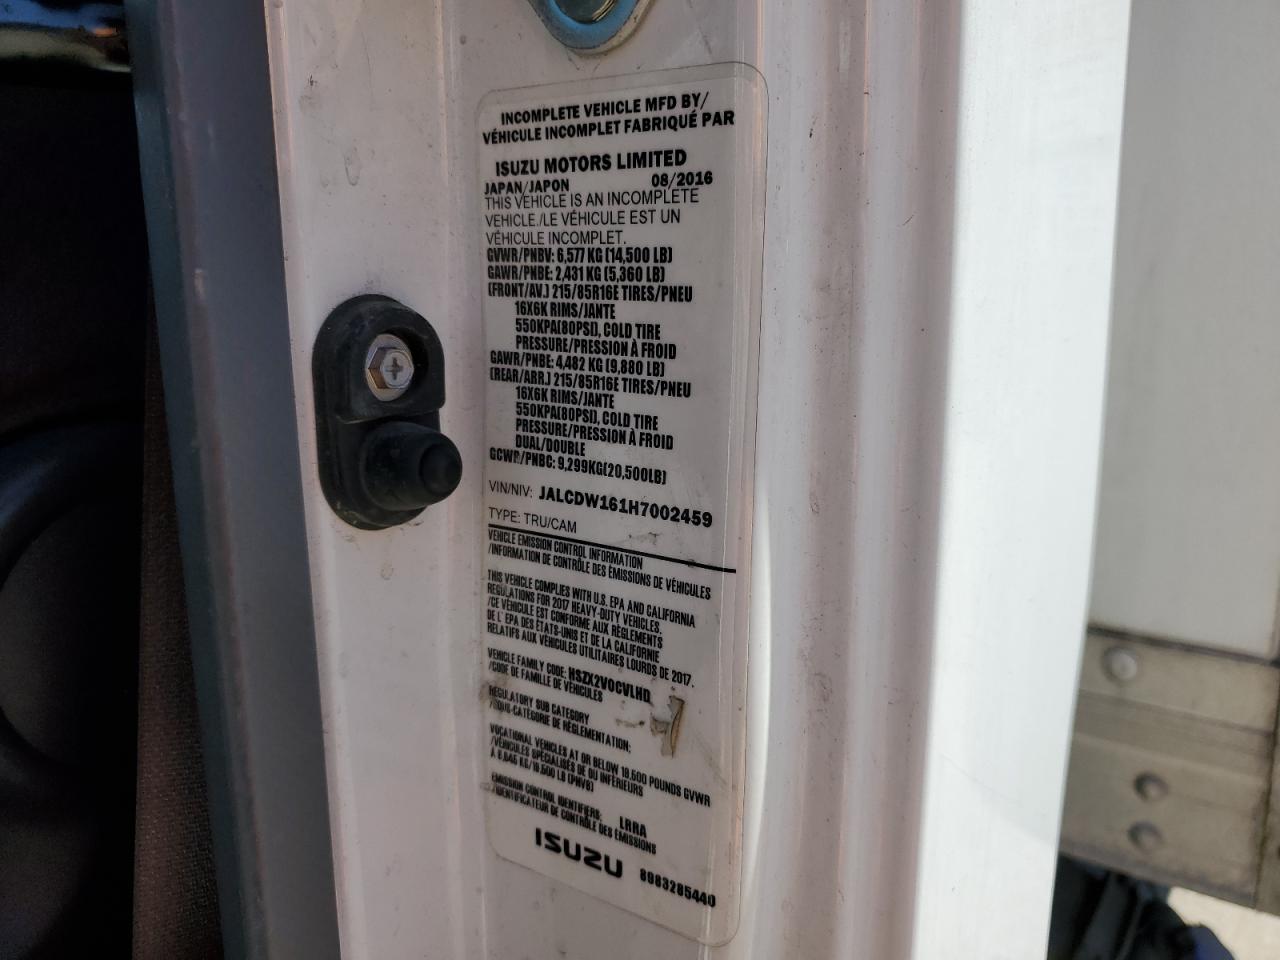 INCOMPLETE VEHICLE MFD BY/
VÉHICULE INCOMPLET FABRIQUÉ PAR
ISUZU MOTORS LIMITED
JAPAN/JAPON 08/2016
THIS VEHICLE IS AN INCOMPLETE
VEHICLE./LE VÉHICULE EST UN
VÉHICULE INCOMPLET.
GVWR/PNBV: 6,577 KG (14,500 LB)
GAWR/PNBE: 2,431 KG (5,360 LB)
(FRONT/AV.) 215/85R16E TIRES/PNEU
16X6K RIMS/JANTE
550KPA(80PSI), COLD TIRE
PRESSURE/PRESSION À FROID
GAWR/PNBE: 4,482 KG (9,880 LB)
(REAR/ARR.) 215/85R16E TIRES/PNEU
16X6K RIMS/JANTE
550KPA(80PSI), COLD TIRE
PRESSURE/PRESSION À FROID
DUAL/DOUBLE
GCWR/PNBC: 9,299KG(20,500LB)
VIN/NIV: JALCDW161H7002459
TYPE: TRU/CAM
VEHICLE EMISSION CONTROL INFORMATION
/INFORMATION DE CONTRÔLE DES ÉMISSIONS DE VÉHICULES
THIS VEHICLE COMPLIES WITH U.S. EPA AND CALIFORNIA
REGULATIONS FOR 2017 HEAVY-DUTY VEHICLES.
/CE VÉHICULE EST CONFORME AUX RÈGLEMENTS
DE L'EPA DES ÉTATS-UNIS ET DE LA CALIFORNIE
RELATIFS AUX VÉHICULES UTILITAIRES LOURDS DE 2017.
VEHICLE FAMILY CODE: HSZX2VOCVLHD
/CODE DE FAMILLE DE VÉHICULES
REGULATORY SUB CATEGORY
/SOUS-CATÉGORIE DE RÉGLEMENTATION:
VOCATIONAL VEHICLES AT OR BELOW 19,500 POUNDS GVWR
/VÉHICULES SPÉCIALISÉS DE OU INFÉRIEURS
À 8,845 KG/19,500 LB (PNVB)
EMISSION CONTROL IDENTIFIERS: LRRA
/IDENTIFICATEUR DE CONTRÔLE DES ÉMISSIONS
ISUZU 8983285440